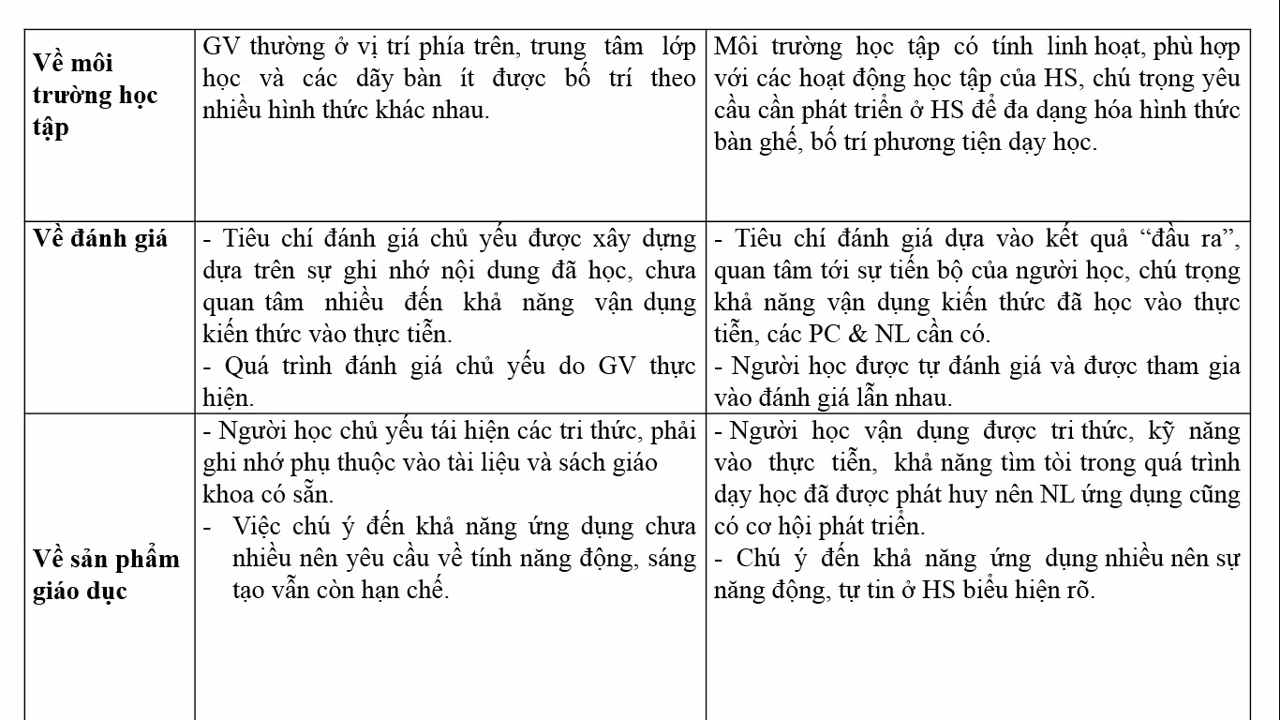 Về môi
trường học
tập
GV thường ở vị trí phía trên, trung tâm lớp
học và các dãy bàn ít được bố trí theo
nhiều hình thức khác nhau.
Môi trường học tập có tính linh hoạt, phù hợp
với các hoạt động học tập của HS, chú trọng yêu
cầu cần phát triển ở HS để đa dạng hóa hình thức
bàn ghế, bố trí phương tiện dạy học.
Về đánh giá
- Tiêu chí đánh giá chủ yếu được xây dựng
dựa trên sự ghi nhớ nội dung đã học, chưa
quan tâm nhiều đến khả năng vận dụng
kiến thức vào thực tiễn.
- Quá trình đánh giá chủ yếu do GV thực
hiện.
- Tiêu chí đánh giá dựa vào kết quả “đầu ra”,
quan tâm tới sự tiến bộ của người học, chú trọng
khả năng vận dụng kiến thức đã học vào thực
tiễn, các PC & NL cần có.
- Người học được tự đánh giá và được tham gia
vào đánh giá lẫn nhau.
Về sản phẩm
giáo dục
- Người học chủ yếu tái hiện các tri thức, phải
ghi nhớ phụ thuộc vào tài liệu và sách giáo
khoa có sẵn.
- Việc chú ý đến khả năng ứng dụng chưa
nhiều nên yêu cầu về tính năng động, sáng
tạo vẫn còn hạn chế.
- Người học vận dụng được tri thức, kỹ năng
vào thực tiễn, khả năng tìm tòi trong quá trình
dạy học đã được phát huy nên NL ứng dụng cũng
có cơ hội phát triển.
- Chú ý đến khả năng ứng dụng nhiều nên sự
năng động, tự tin ở HS biểu hiện rõ.